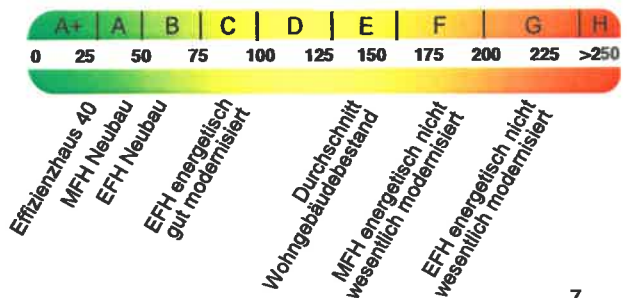 A+ A B C D E F G H
0 25 50 75 100 125 150 175 200 225 >250
Effizienzhaus 40
MFH Neubau
EFH Neubau
EFH energetisch
gut modernisiert
Durchschnitt
Wohngebäudebestand
MFH energetisch nicht
wesentlich modernisiert
EFH energetisch nicht
wesentlich modernisiert
7